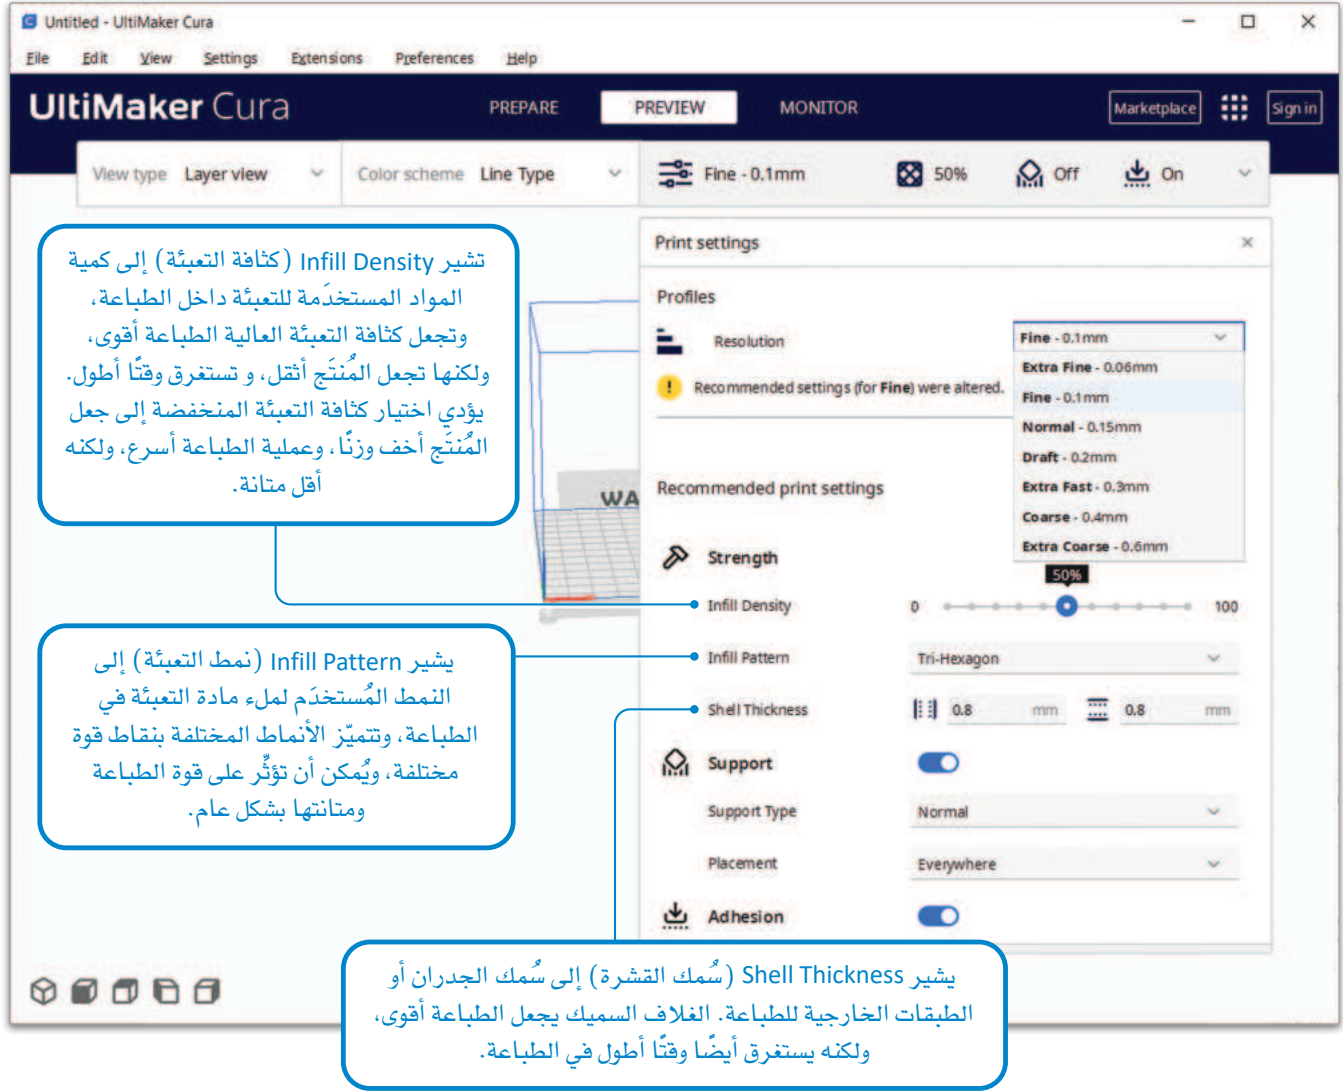 Untitled - UltiMaker Cura
File Edit View Settings Extensions Preferences Help
UltiMaker Cura PREPARE PREVIEW MONITOR Marketplace Sign in
View type Layer view Color scheme Line Type Fine - 0.1mm 50% Off On
Print settings
Profiles
Resolution Fine - 0.1mm
Extra Fine - 0.06mm
Recommended settings (for Fine) were altered.
Fine - 0.1mm
Normal - 0.15mm
Draft - 0.2mm
Extra Fast - 0.3mm
Coarse - 0.4mm
Extra Coarse - 0.6mm
Recommended print settings
Strength
50%
Infill Density 0 100
Infill Pattern Tri-Hexagon
Shell Thickness 0.8 mm 0.8 mm
Support
Support Type Normal
Placement Everywhere
Adhesion
WA
تشير Infill Density (كثافة التعبئة) إلى كمية
المواد المستخدَمة للتعبئة داخل الطباعة،
وتجعل كثافة التعبئة العالية الطباعة أقوى،
ولكنها تجعل المُنتَج أثقل، و تستغرق وقتًا أطول.
يؤدي اختيار كثافة التعبئة المنخفضة إلى جعل
المُنتَج أخف وزنًا، وعملية الطباعة أسرع، ولكنه
أقل متانة.
يشير Infill Pattern (نمط التعبئة) إلى
النمط المُستخدَم لملء مادة التعبئة في
الطباعة، وتتميّز الأنماط المختلفة بنقاط قوة
مختلفة، ويُمكن أن تؤثِّر على قوة الطباعة
ومتانتها بشكل عام.
يشير Shell Thickness (سُمك القشرة) إلى سُمك الجدران أو
الطبقات الخارجية للطباعة. الغلاف السميك يجعل الطباعة أقوى،
ولكنه يستغرق أيضًا وقتًا أطول في الطباعة.